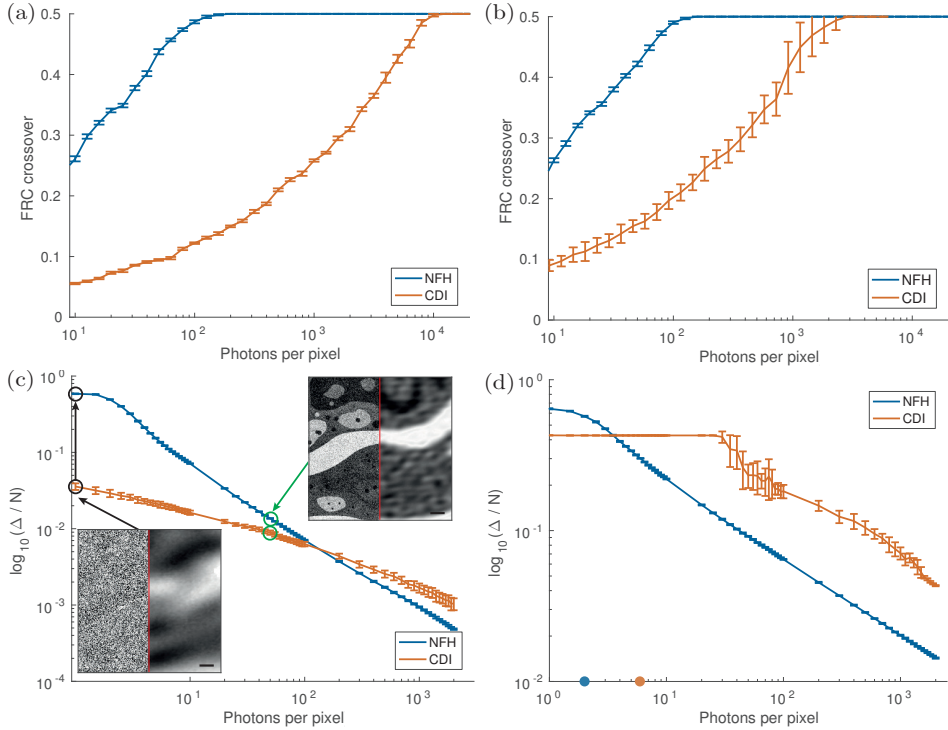 (a)
0.5
0.4
0.3
0.2
0.1
0
FRC crossover
10^1
10^2
10^3
10^4
Photons per pixel
NFH
CDI
(b)
0.5
0.4
0.3
0.2
0.1
0
FRC crossover
10^1
10^2
10^3
10^4
Photons per pixel
NFH
CDI
(c)
10^0
10^-1
10^-2
10^-3
10^-4
log_10(Δ / N)
10^1
10^2
10^3
Photons per pixel
NFH
CDI
(d)
10^0
10^-1
10^-2
log_10(Δ / N)
10^0
10^1
10^2
10^3
Photons per pixel
NFH
CDI